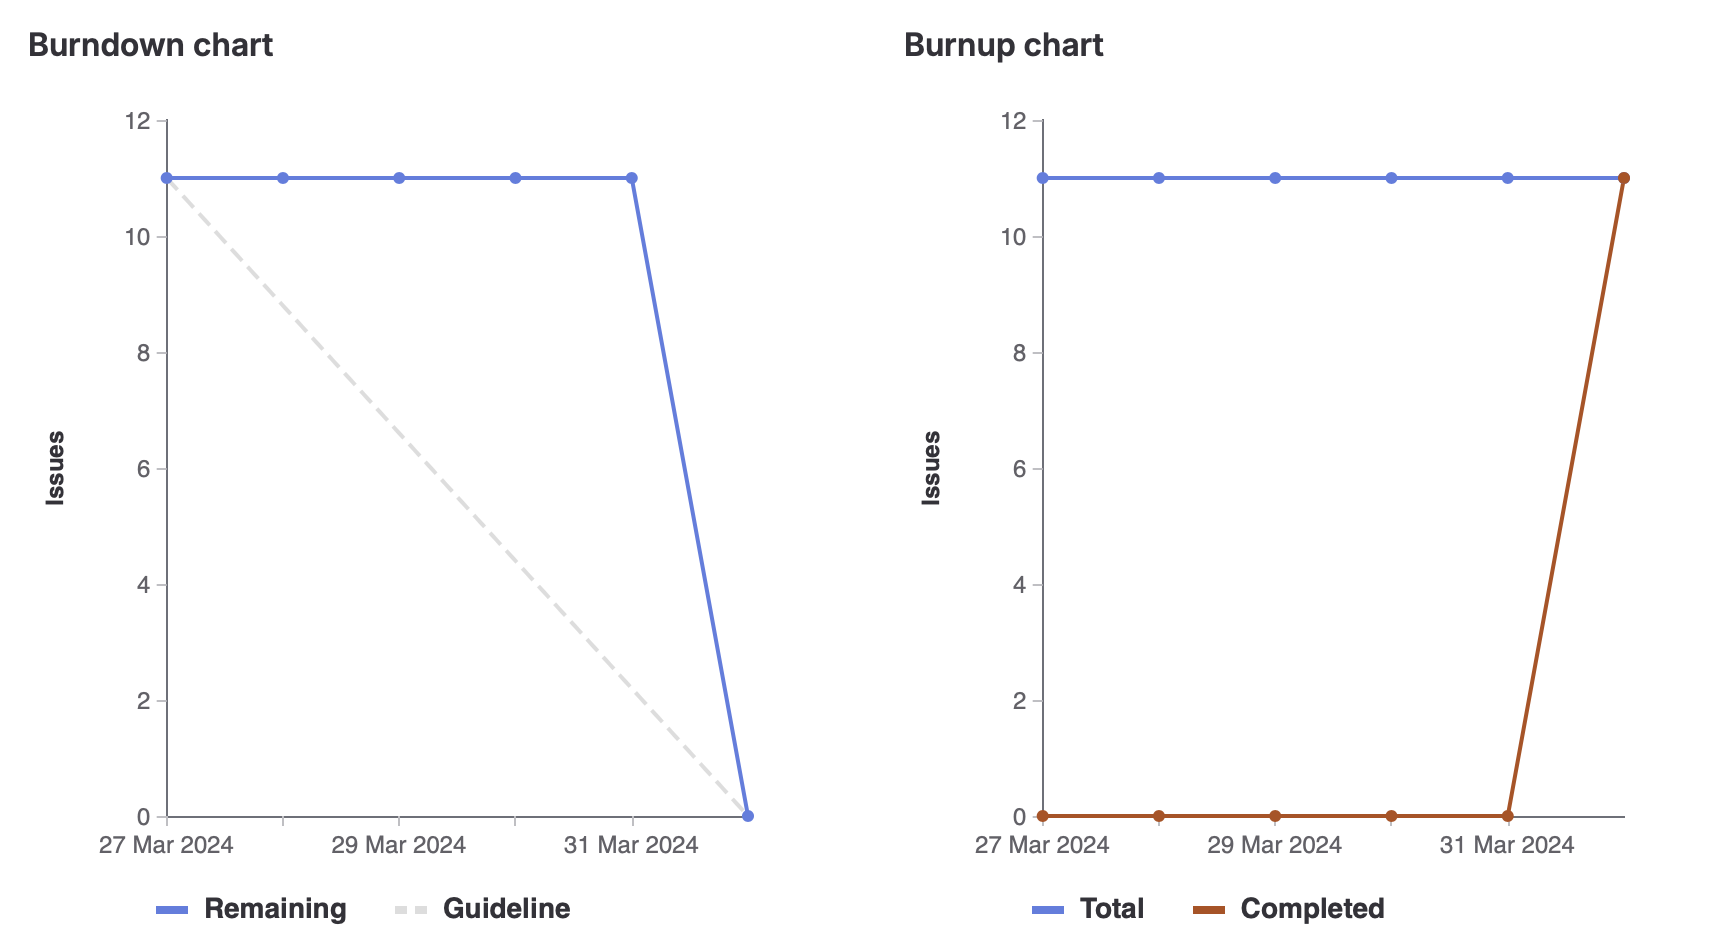 Burndown chart
12
10
8
6
4
2
0
Issues
27 Mar 2024
29 Mar 2024
31 Mar 2024
Remaining
Guideline
Burnup chart
12
10
8
6
4
2
0
Issues
27 Mar 2024
29 Mar 2024
31 Mar 2024
Total
Completed